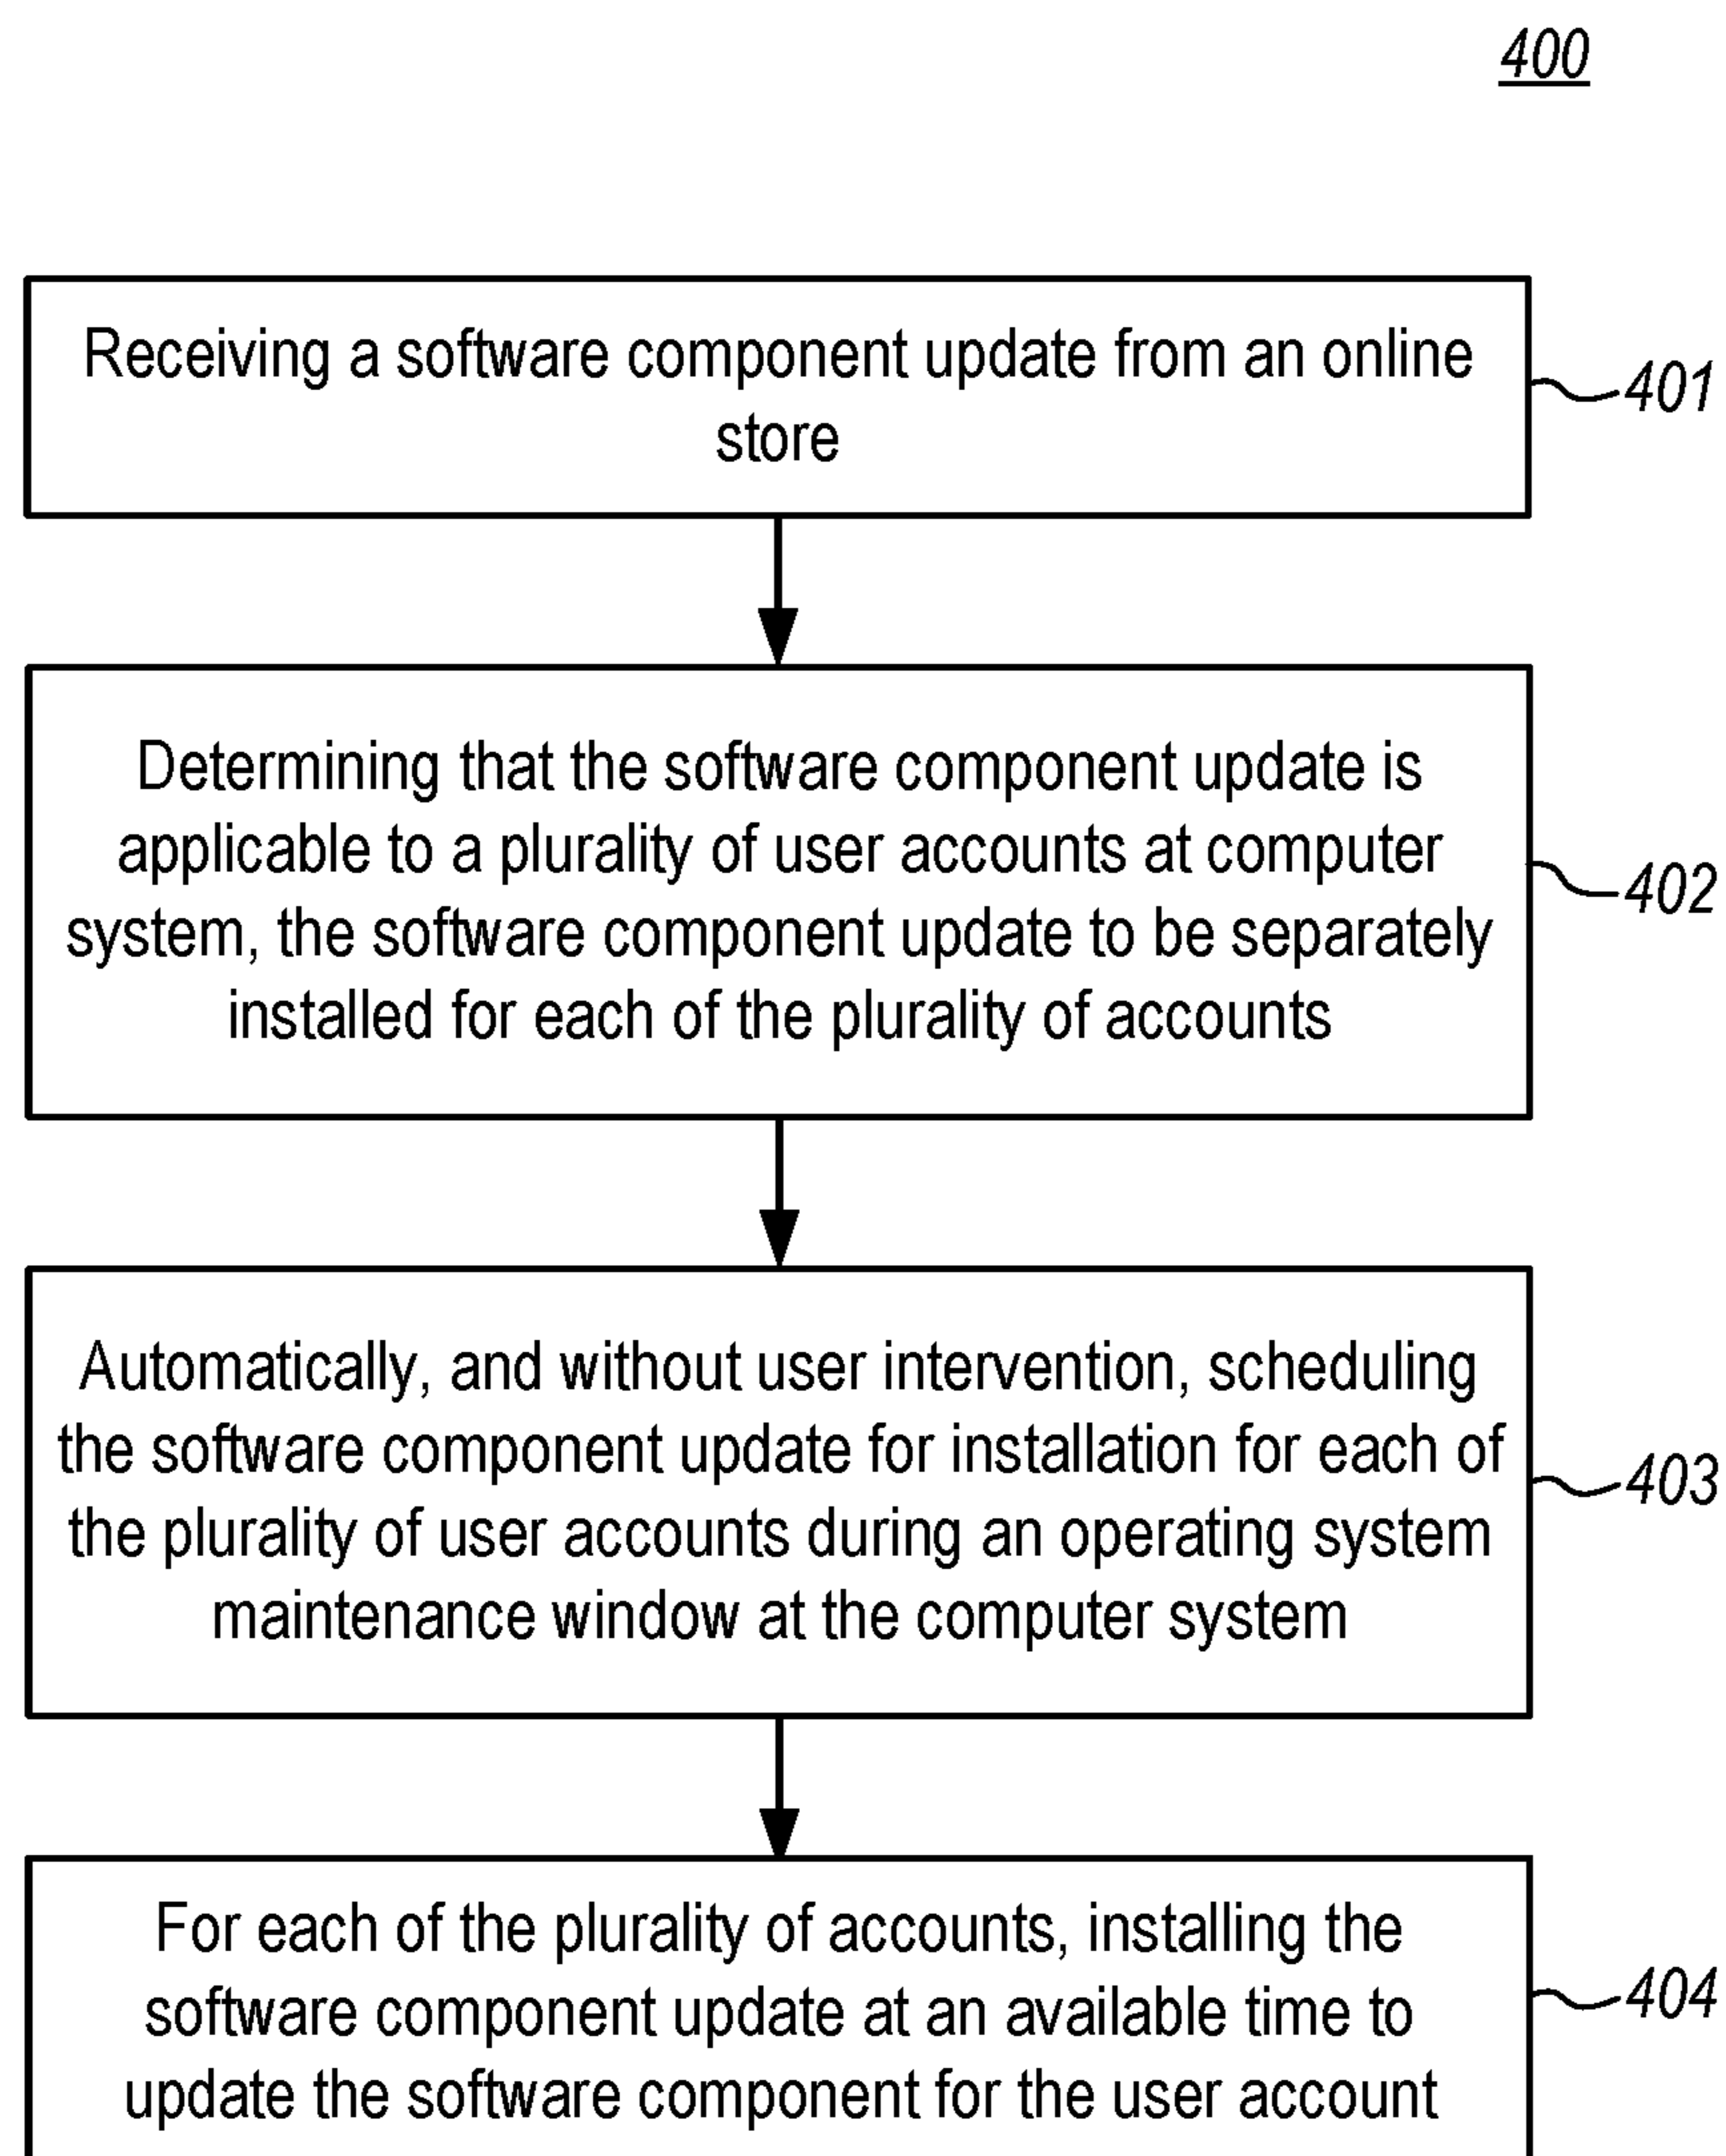 400
Receiving a software component update from an online
store
401
Determining that the software component update is
applicable to a plurality of user accounts at computer
system, the software component update to be separately
installed for each of the plurality of accounts
402
Automatically, and without user intervention, scheduling
the software component update for installation for each of
the plurality of user accounts during an operating system
maintenance window at the computer system
403
For each of the plurality of accounts, installing the
software component update at an available time to
update the software component for the user account
404